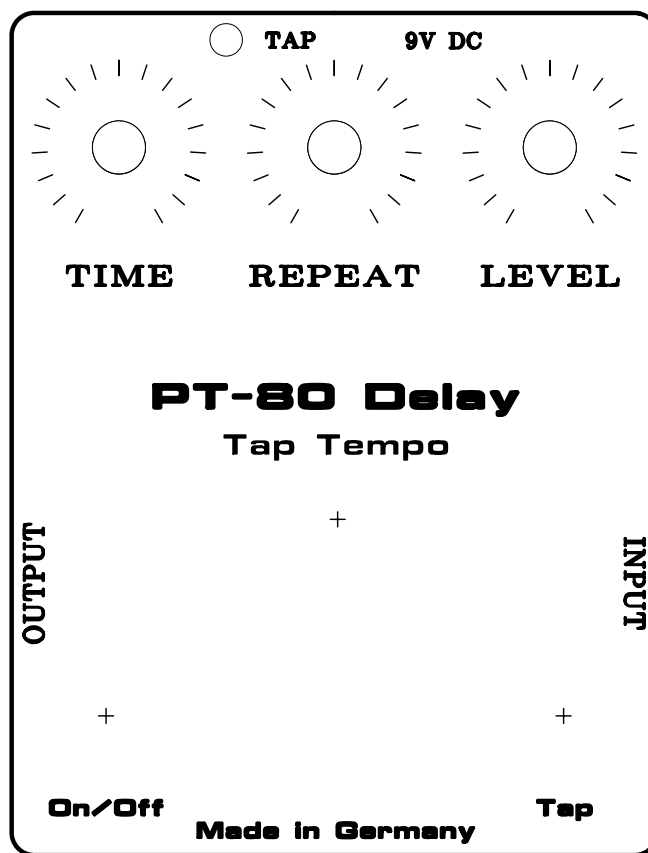 TAP 9V DC
TIME REPEAT LEVEL
PT-80 Delay
Tap Tempo
OUTPUT
INPUT
On/Off Tap
Made in Germany